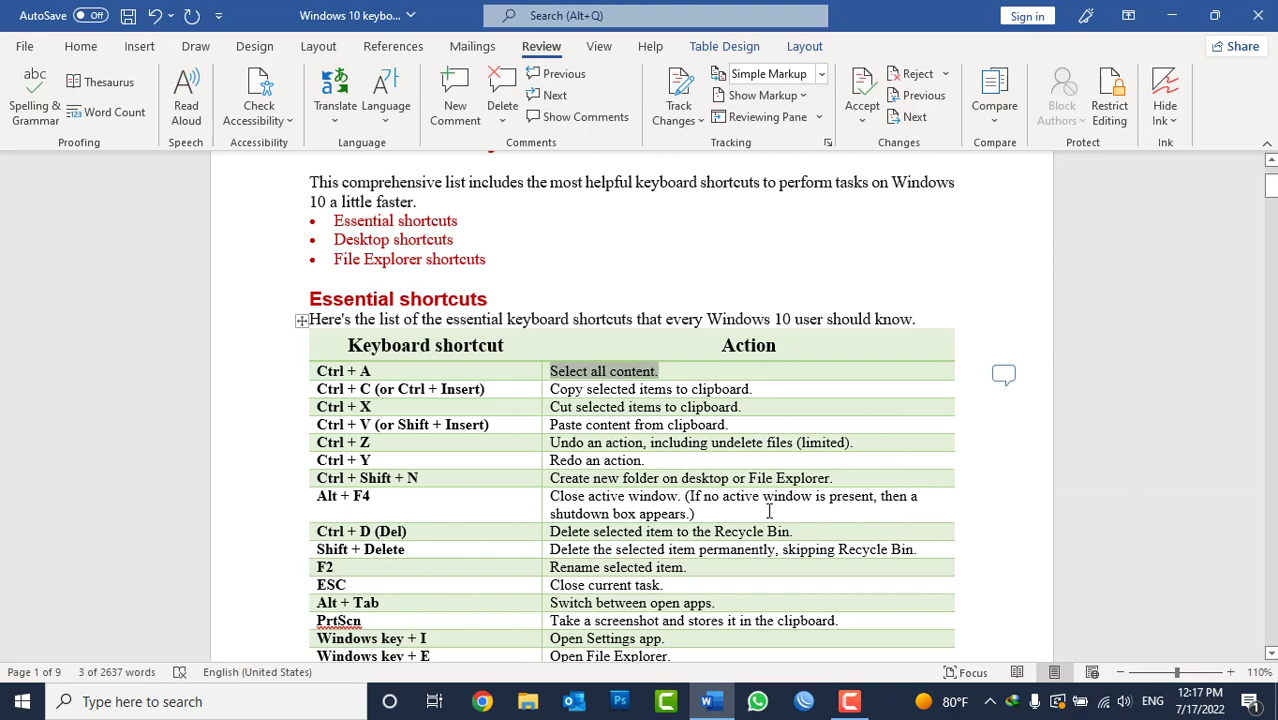 AutoSave Off Windows 10 keybo... Search (Alt+Q) Sign in
File Home Insert Draw Design Layout References Mailings Review View Help Table Design Layout Share
Spelling & Grammar
Thesaurus
Word Count
Read Aloud
Check Accessibility
Translate
Language
New Comment
Delete
Previous
Next
Show Comments
Track Changes
Simple Markup
Show Markup
Reviewing Pane
Accept
Reject
Previous
Next
Compare
Block Authors
Restrict Editing
Hide Ink
Proofing Speech Accessibility Language Comments Tracking Changes Compare Protect Ink
This comprehensive list includes the most helpful keyboard shortcuts to perform tasks on Windows
10 a little faster.
• Essential shortcuts
• Desktop shortcuts
• File Explorer shortcuts
Essential shortcuts
Here's the list of the essential keyboard shortcuts that every Windows 10 user should know.
Keyboard shortcut Action
Ctrl + A Select all content.
Ctrl + C (or Ctrl + Insert) Copy selected items to clipboard.
Ctrl + X Cut selected items to clipboard.
Ctrl + V (or Shift + Insert) Paste content from clipboard.
Ctrl + Z Undo an action, including undelete files (limited).
Ctrl + Y Redo an action.
Ctrl + Shift + N Create new folder on desktop or File Explorer.
Alt + F4 Close active window. (If no active window is present, then a
shutdown box appears.)
Ctrl + D (Del) Delete selected item to the Recycle Bin.
Shift + Delete Delete the selected item permanently, skipping Recycle Bin.
F2 Rename selected item.
ESC Close current task.
Alt + Tab Switch between open apps.
PrtScn Take a screenshot and stores it in the clipboard.
Windows key + I Open Settings app.
Windows key + E Open File Explorer.
Page 1 of 9 3 of 2637 words English (United States) Focus 110%
Type here to search 80°F ENG 12:17 PM
7/17/2022